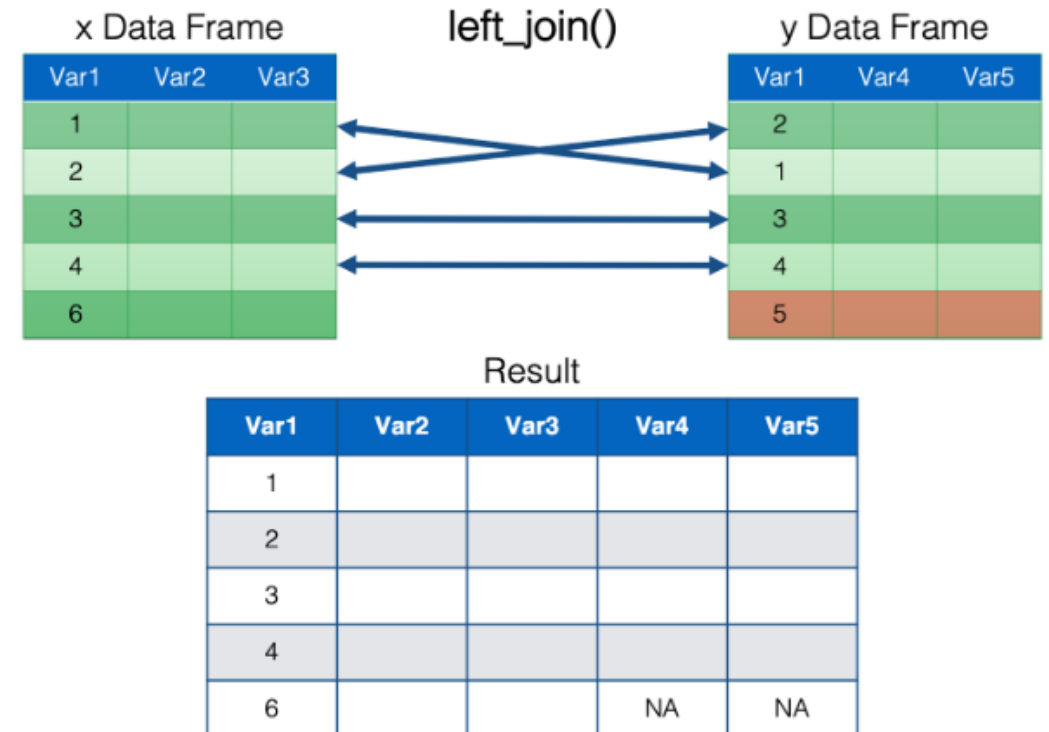 x Data Frame left_join() y Data Frame
Var1 Var2 Var3 Var1 Var4 Var5
1 2
2 1
3 3
4 4
6 5
Result
Var1 Var2 Var3 Var4 Var5
1
2
3
4
6 NA NA